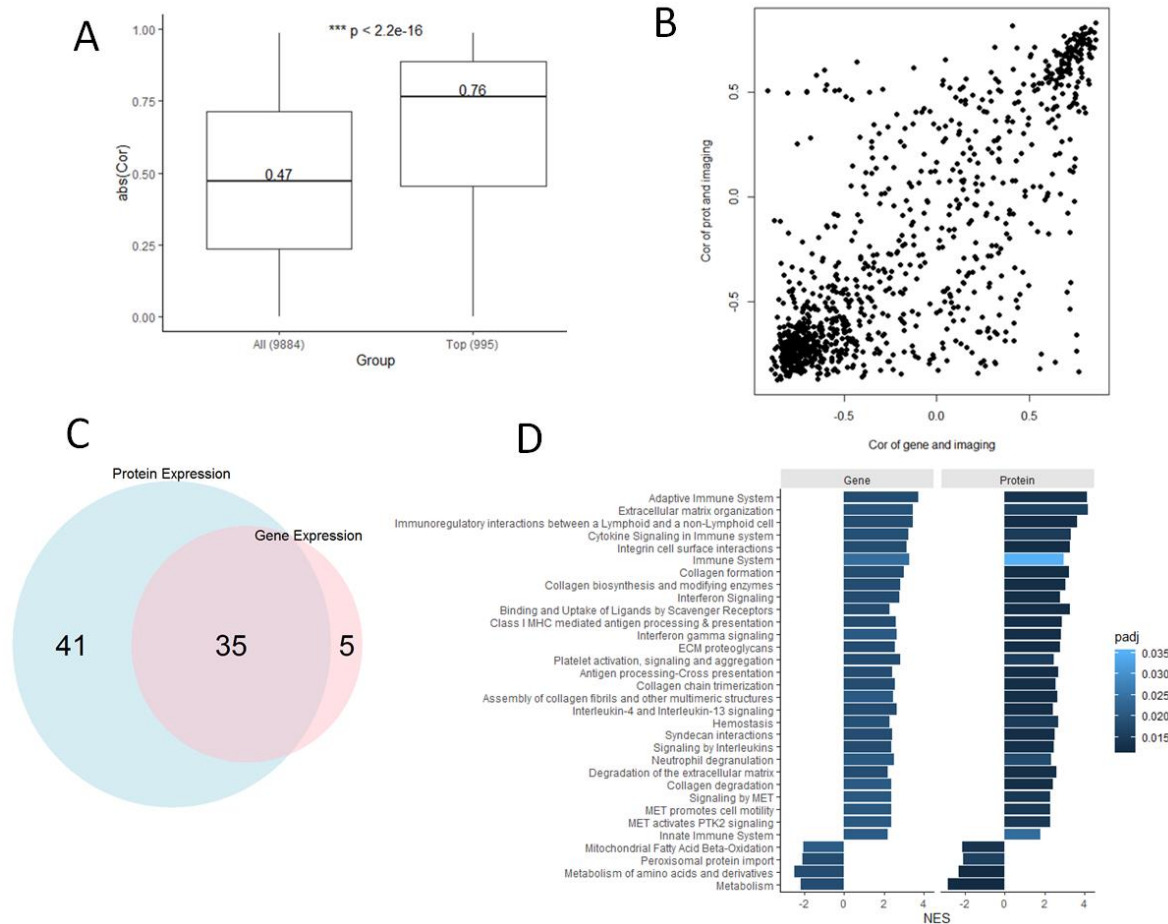 A
*** p < 2.2e-16
1.00
0.75
0.50
0.25
0.00
abs(Cor)
0.47
0.76
All (9884)
Top (995)
Group
B
Cor of prot and imaging
0.5
0.0
-0.5
-0.5
0.0
0.5
Cor of gene and imaging
C
Protein Expression
Gene Expression
41
35
5
D
Gene
Protein
Adaptive Immune System
Extracellular matrix organization
Immunoregulatory interactions between a Lymphoid and a non-Lymphoid cell
Cytokine Signaling in Immune system
Integrin cell surface interactions
Immune System
Collagen formation
Collagen biosynthesis and modifying enzymes
Interferon Signaling
Binding and Uptake of Ligands by Scavenger Receptors
Class I MHC mediated antigen processing & presentation
Interferon gamma signaling
ECM proteoglycans
Platelet activation, signaling and aggregation
Antigen processing-Cross presentation
Collagen chain trimerization
Assembly of collagen fibrils and other multimeric structures
Interleukin-4 and Interleukin-13 signaling
Hemostasis
Syndecan interactions
Signaling by Interleukins
Neutrophil degranulation
Degradation of the extracellular matrix
Collagen degradation
Signaling by MET
MET promotes cell motility
MET activates PTK2 signaling
Innate Immune System
Mitochondrial Fatty Acid Beta-Oxidation
Peroxisomal protein import
Metabolism of amino acids and derivatives
Metabolism
-2 0 2 4
-2 0 2 4
NES
padj
0.035
0.025
0.015